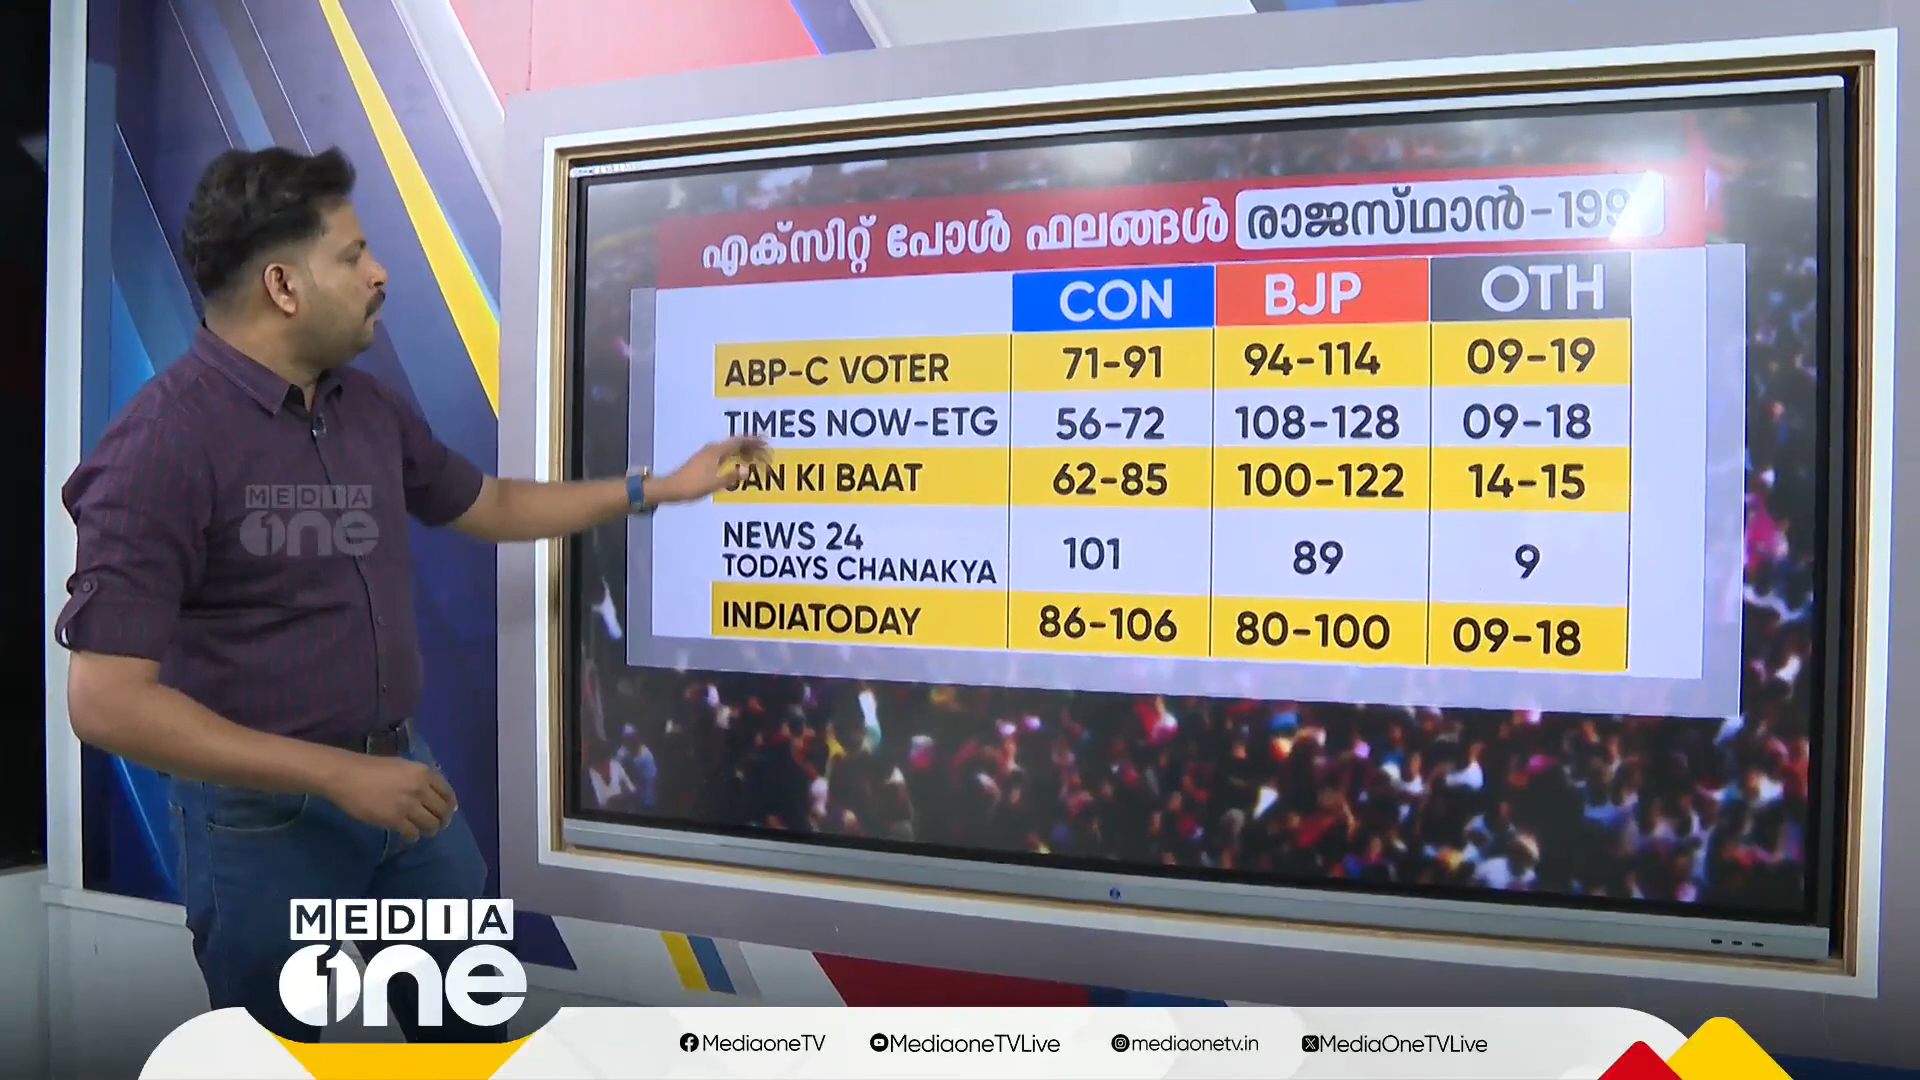 എക്സിറ്റ് പോൾ ഫലങ്ങൾ രാജസ്ഥാൻ-199
CON BJP OTH
ABP-C VOTER 71-91 94-114 09-19
TIMES NOW-ETG 56-72 108-128 09-18
JAN KI BAAT 62-85 100-122 14-15
NEWS 24
TODAYS CHANAKYA 101 89 9
INDIATODAY 86-106 80-100 09-18
MEDIA
one
MEDIA
one
MediaoneTV MediaoneTVLive mediaonetv.in MediaOneTVLive